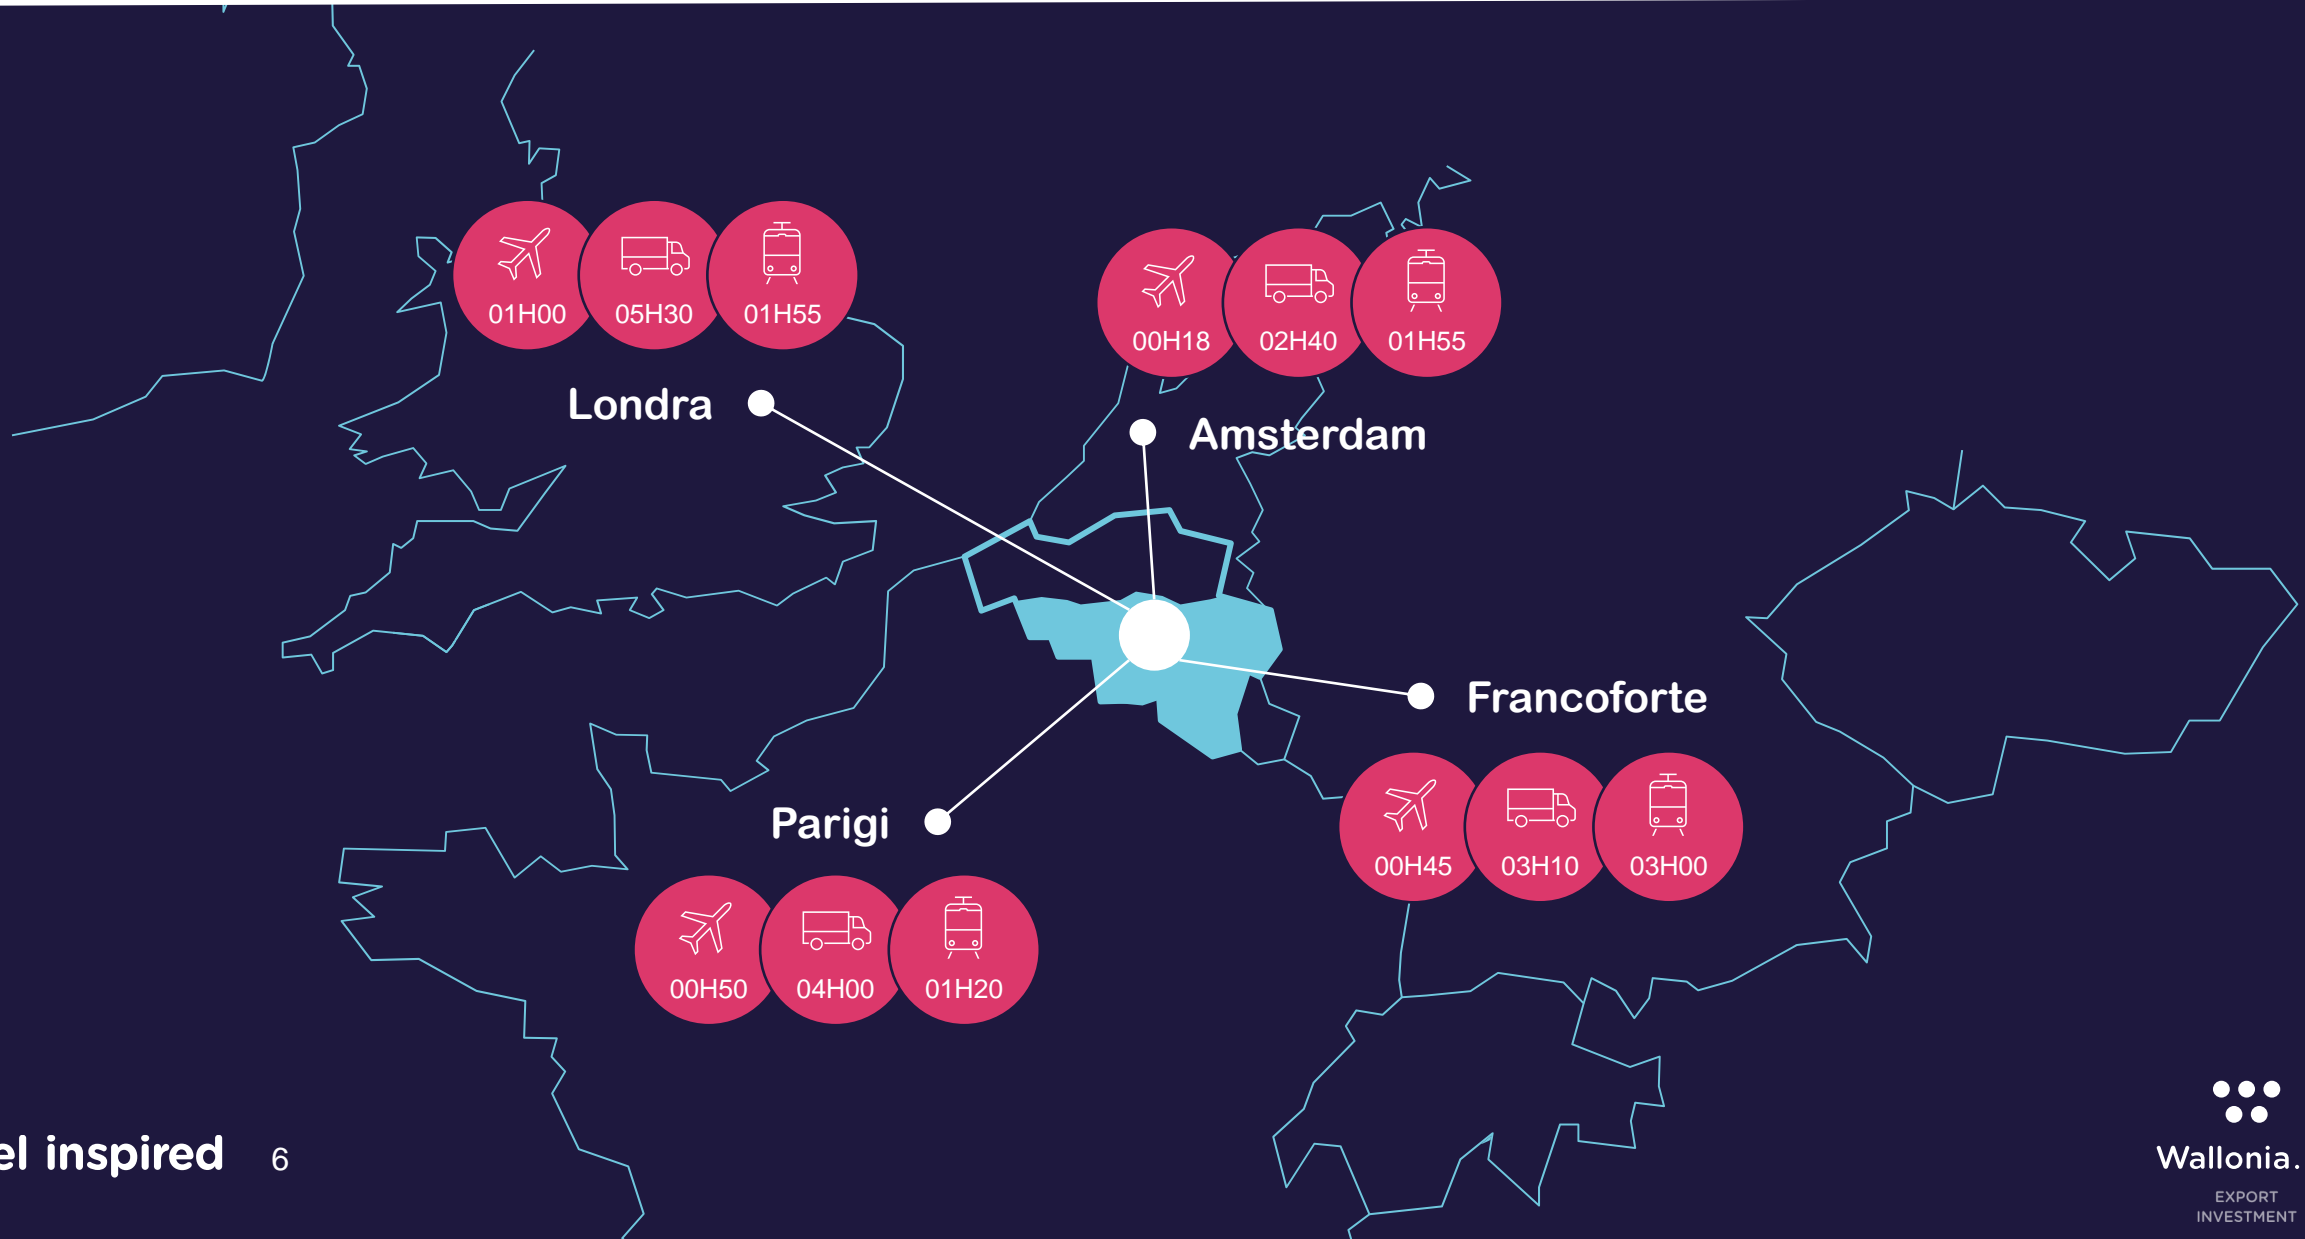 01H00 05H30 01H55
00H18 02H40 01H55
Londra
Amsterdam
Francoforte
Parigi
00H45 03H10 03H00
00H50 04H00 01H20
el inspired 6
Wallonia.
EXPORT
INVESTMENT